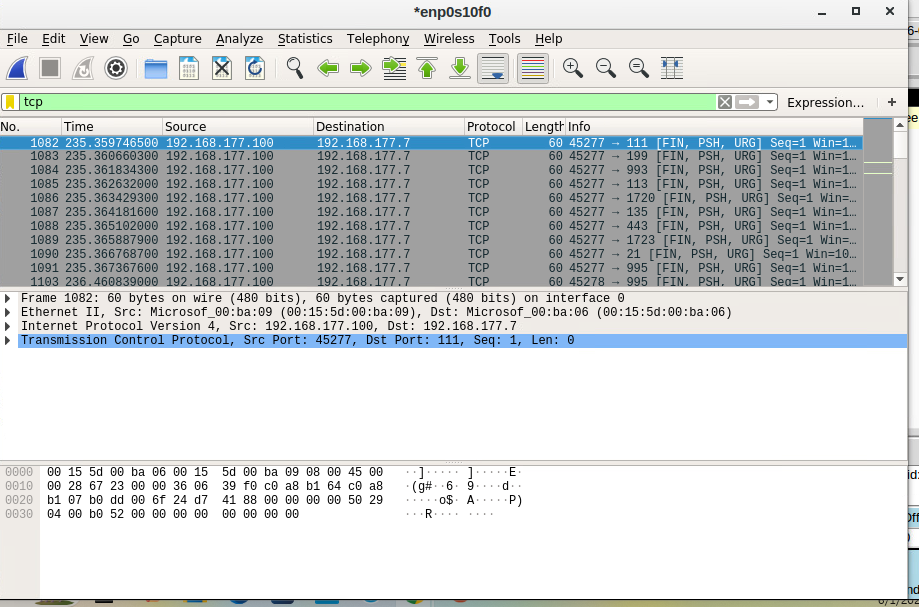 *enp0s10f0
File Edit View Go Capture Analyze Statistics Telephony Wireless Tools Help
tcp Expression… +
No. Time Source Destination Protocol Length Info
1082 235.359746500 192.168.177.100 192.168.177.7 TCP 60 45277 → 111 [FIN, PSH, URG] Seq=1 Win=1…
1083 235.360660300 192.168.177.100 192.168.177.7 TCP 60 45277 → 199 [FIN, PSH, URG] Seq=1 Win=1…
1084 235.361834300 192.168.177.100 192.168.177.7 TCP 60 45277 → 993 [FIN, PSH, URG] Seq=1 Win=1…
1085 235.362632000 192.168.177.100 192.168.177.7 TCP 60 45277 → 113 [FIN, PSH, URG] Seq=1 Win=1…
1086 235.363429300 192.168.177.100 192.168.177.7 TCP 60 45277 → 1720 [FIN, PSH, URG] Seq=1 Win=…
1087 235.364181600 192.168.177.100 192.168.177.7 TCP 60 45277 → 135 [FIN, PSH, URG] Seq=1 Win=1…
1088 235.365102000 192.168.177.100 192.168.177.7 TCP 60 45277 → 443 [FIN, PSH, URG] Seq=1 Win=1…
1089 235.365887900 192.168.177.100 192.168.177.7 TCP 60 45277 → 1723 [FIN, PSH, URG] Seq=1 Win=…
1090 235.366768700 192.168.177.100 192.168.177.7 TCP 60 45277 → 21 [FIN, PSH, URG] Seq=1 Win=10…
1091 235.367367600 192.168.177.100 192.168.177.7 TCP 60 45277 → 995 [FIN, PSH, URG] Seq=1 Win=1…
1103 236.460839000 192.168.177.100 192.168.177.7 TCP 60 45278 → 995 [FIN, PSH, URG] Seq=1 Win=1…
Frame 1082: 60 bytes on wire (480 bits), 60 bytes captured (480 bits) on interface 0
Ethernet II, Src: Microsof_00:ba:09 (00:15:5d:00:ba:09), Dst: Microsof_00:ba:06 (00:15:5d:00:ba:06)
Internet Protocol Version 4, Src: 192.168.177.100, Dst: 192.168.177.7
Transmission Control Protocol, Src Port: 45277, Dst Port: 111, Seq: 1, Len: 0
0000 00 15 5d 00 ba 06 00 15 5d 00 ba 09 08 00 45 00 ··]····· ]·····E·
0010 00 28 67 23 00 00 36 06 39 f0 c0 a8 b1 64 c0 a8 ·(g#··6· 9····d··
0020 b1 07 b0 dd 00 6f 24 d7 41 88 00 00 00 00 50 29 ·····o$· A·····P)
0030 04 00 b0 52 00 00 00 00 00 00 00 00 ···R···· ····